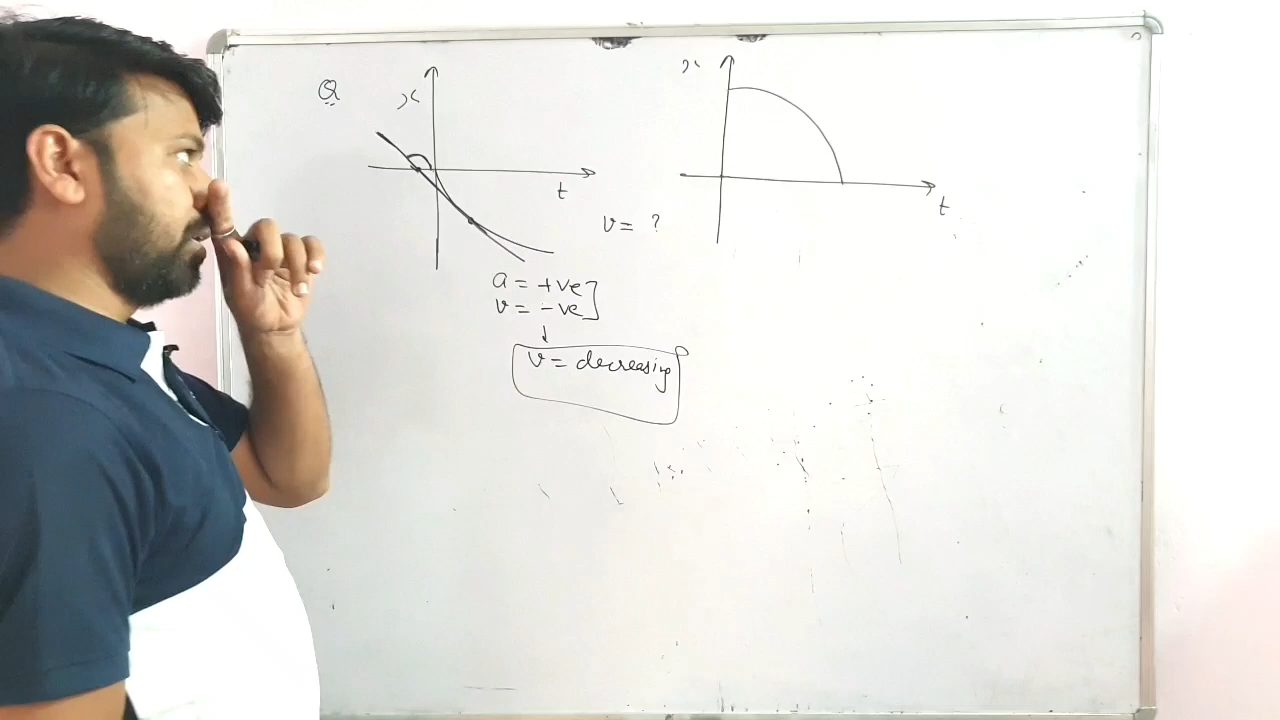 Q
x
t
x
t
v = ?
a = +ve
v = -ve
v = decreasing